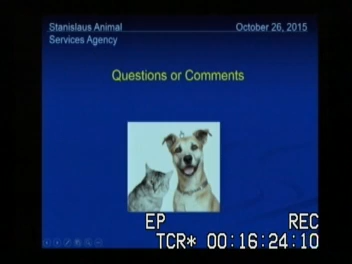 Stanislaus Animal
Services Agency
October 26, 2015
Questions or Comments
EP
REC
TCR* 00:16:24:10